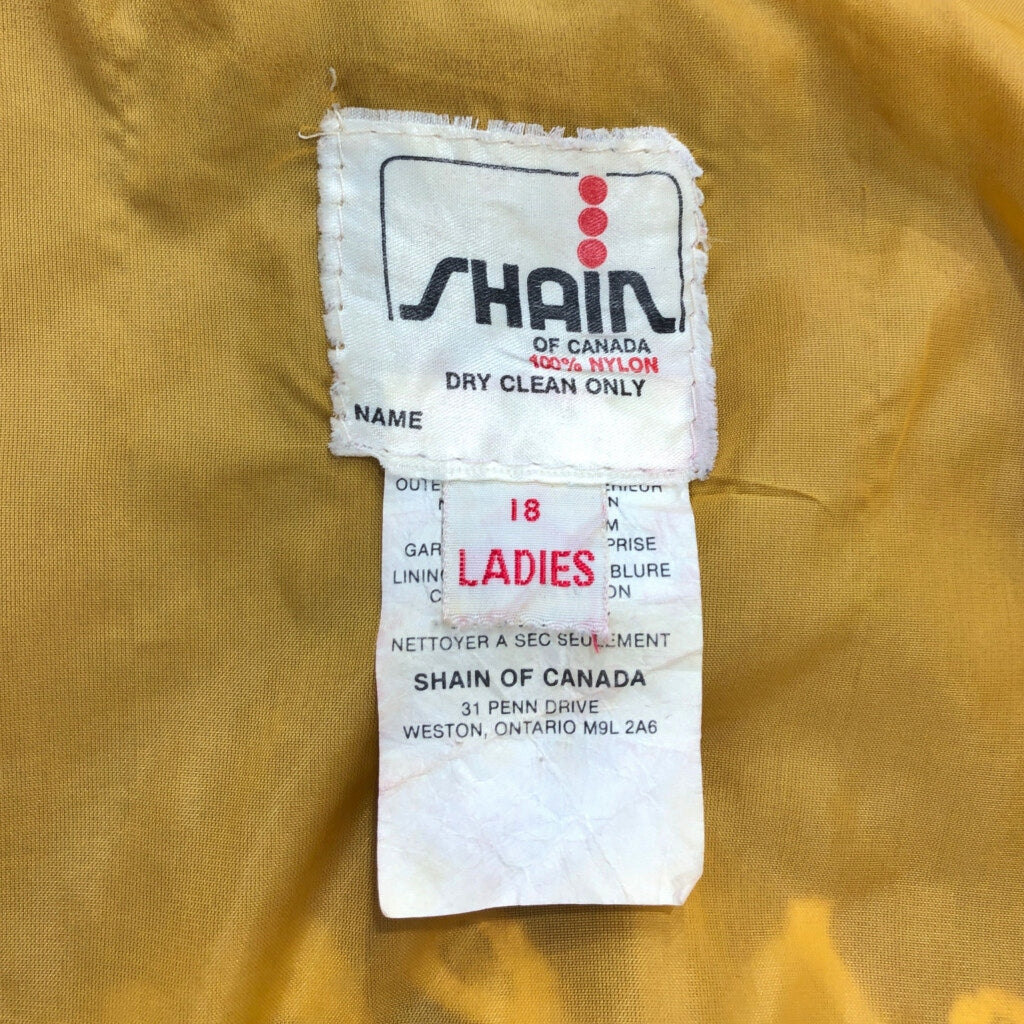 SHAIN
OF CANADA
100% NYLON
DRY CLEAN ONLY
NAME
18
LADIES
NETTOYER A SEC SEULEMENT
SHAIN OF CANADA
31 PENN DRIVE
WESTON, ONTARIO M9L 2A6